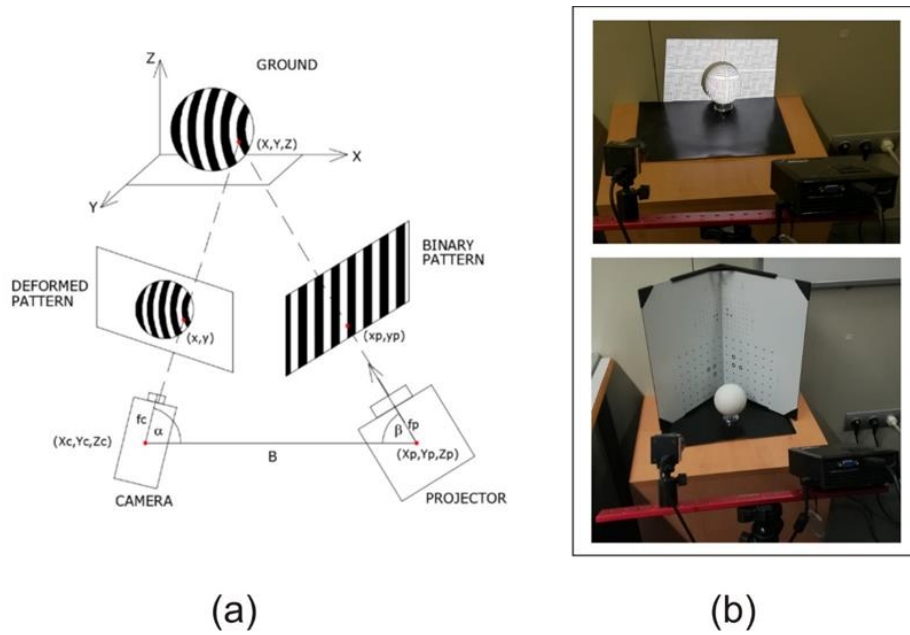 Z
GROUND
(X,Y,Z)
X
Y
BINARY
PATTERN
DEFORMED
PATTERN
(x,y)
(xp,yp)
fc
α
β
fp
(Xc,Yc,Zc)
B
(Xp,Yp,Zp)
CAMERA
PROJECTOR
(a)
(b)